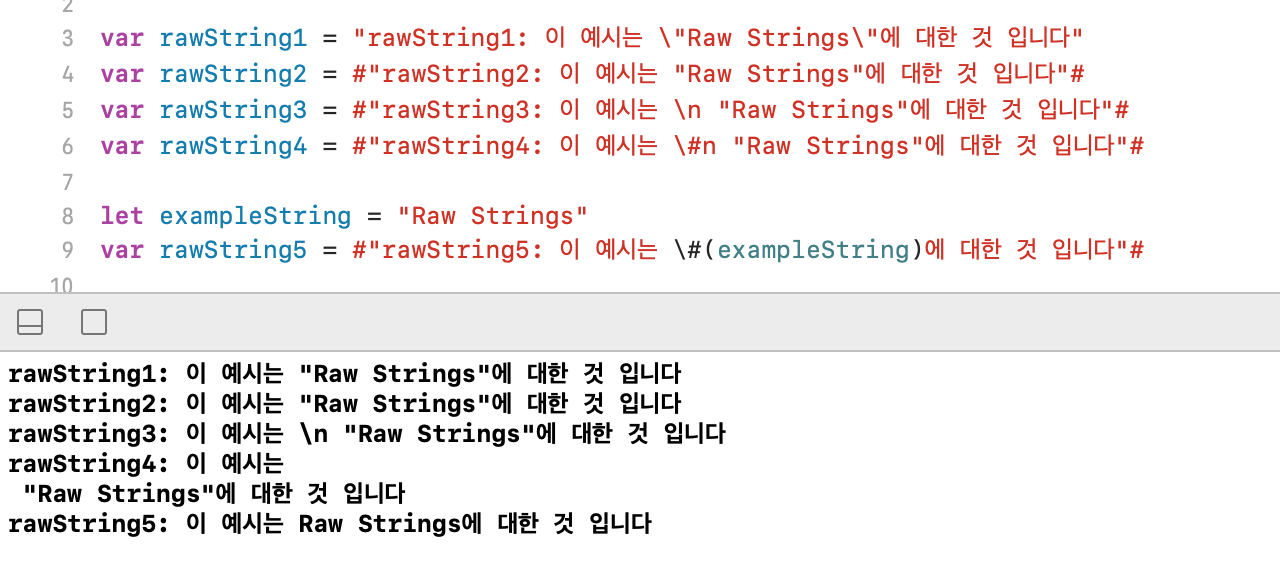 2
3 var rawString1 = "rawString1: 이 예시는 \"Raw Strings\"에 대한 것 입니다"
4 var rawString2 = #"rawString2: 이 예시는 "Raw Strings"에 대한 것 입니다"#
5 var rawString3 = #"rawString3: 이 예시는 \n "Raw Strings"에 대한 것 입니다"#
6 var rawString4 = #"rawString4: 이 예시는 \#n "Raw Strings"에 대한 것 입니다"#
7
8 let exampleString = "Raw Strings"
9 var rawString5 = #"rawString5: 이 예시는 \#(exampleString)에 대한 것 입니다"#
10
rawString1: 이 예시는 "Raw Strings"에 대한 것 입니다
rawString2: 이 예시는 "Raw Strings"에 대한 것 입니다
rawString3: 이 예시는 \n "Raw Strings"에 대한 것 입니다
rawString4: 이 예시는
 "Raw Strings"에 대한 것 입니다
rawString5: 이 예시는 Raw Strings에 대한 것 입니다